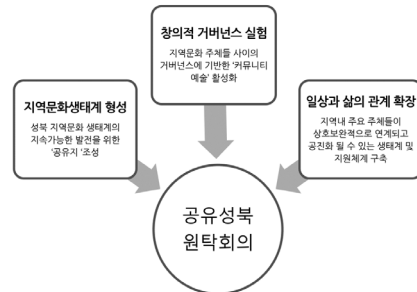 창의적 거버넌스 실험
지역문화 주체들 사이의
거버넌스에 기반한 '커뮤니티
예술' 활성화
지역문화생태계 형성
성북 지역문화 생태계의
지속가능한 발전을 위한
'공유지 '조성
일상과 삶의 관계 확장
지역내 주요 주체들이
상호보완적으로 연계되고
공진화 될 수 있는 생태계 및
지원체계 구축
공유성북
원탁회의